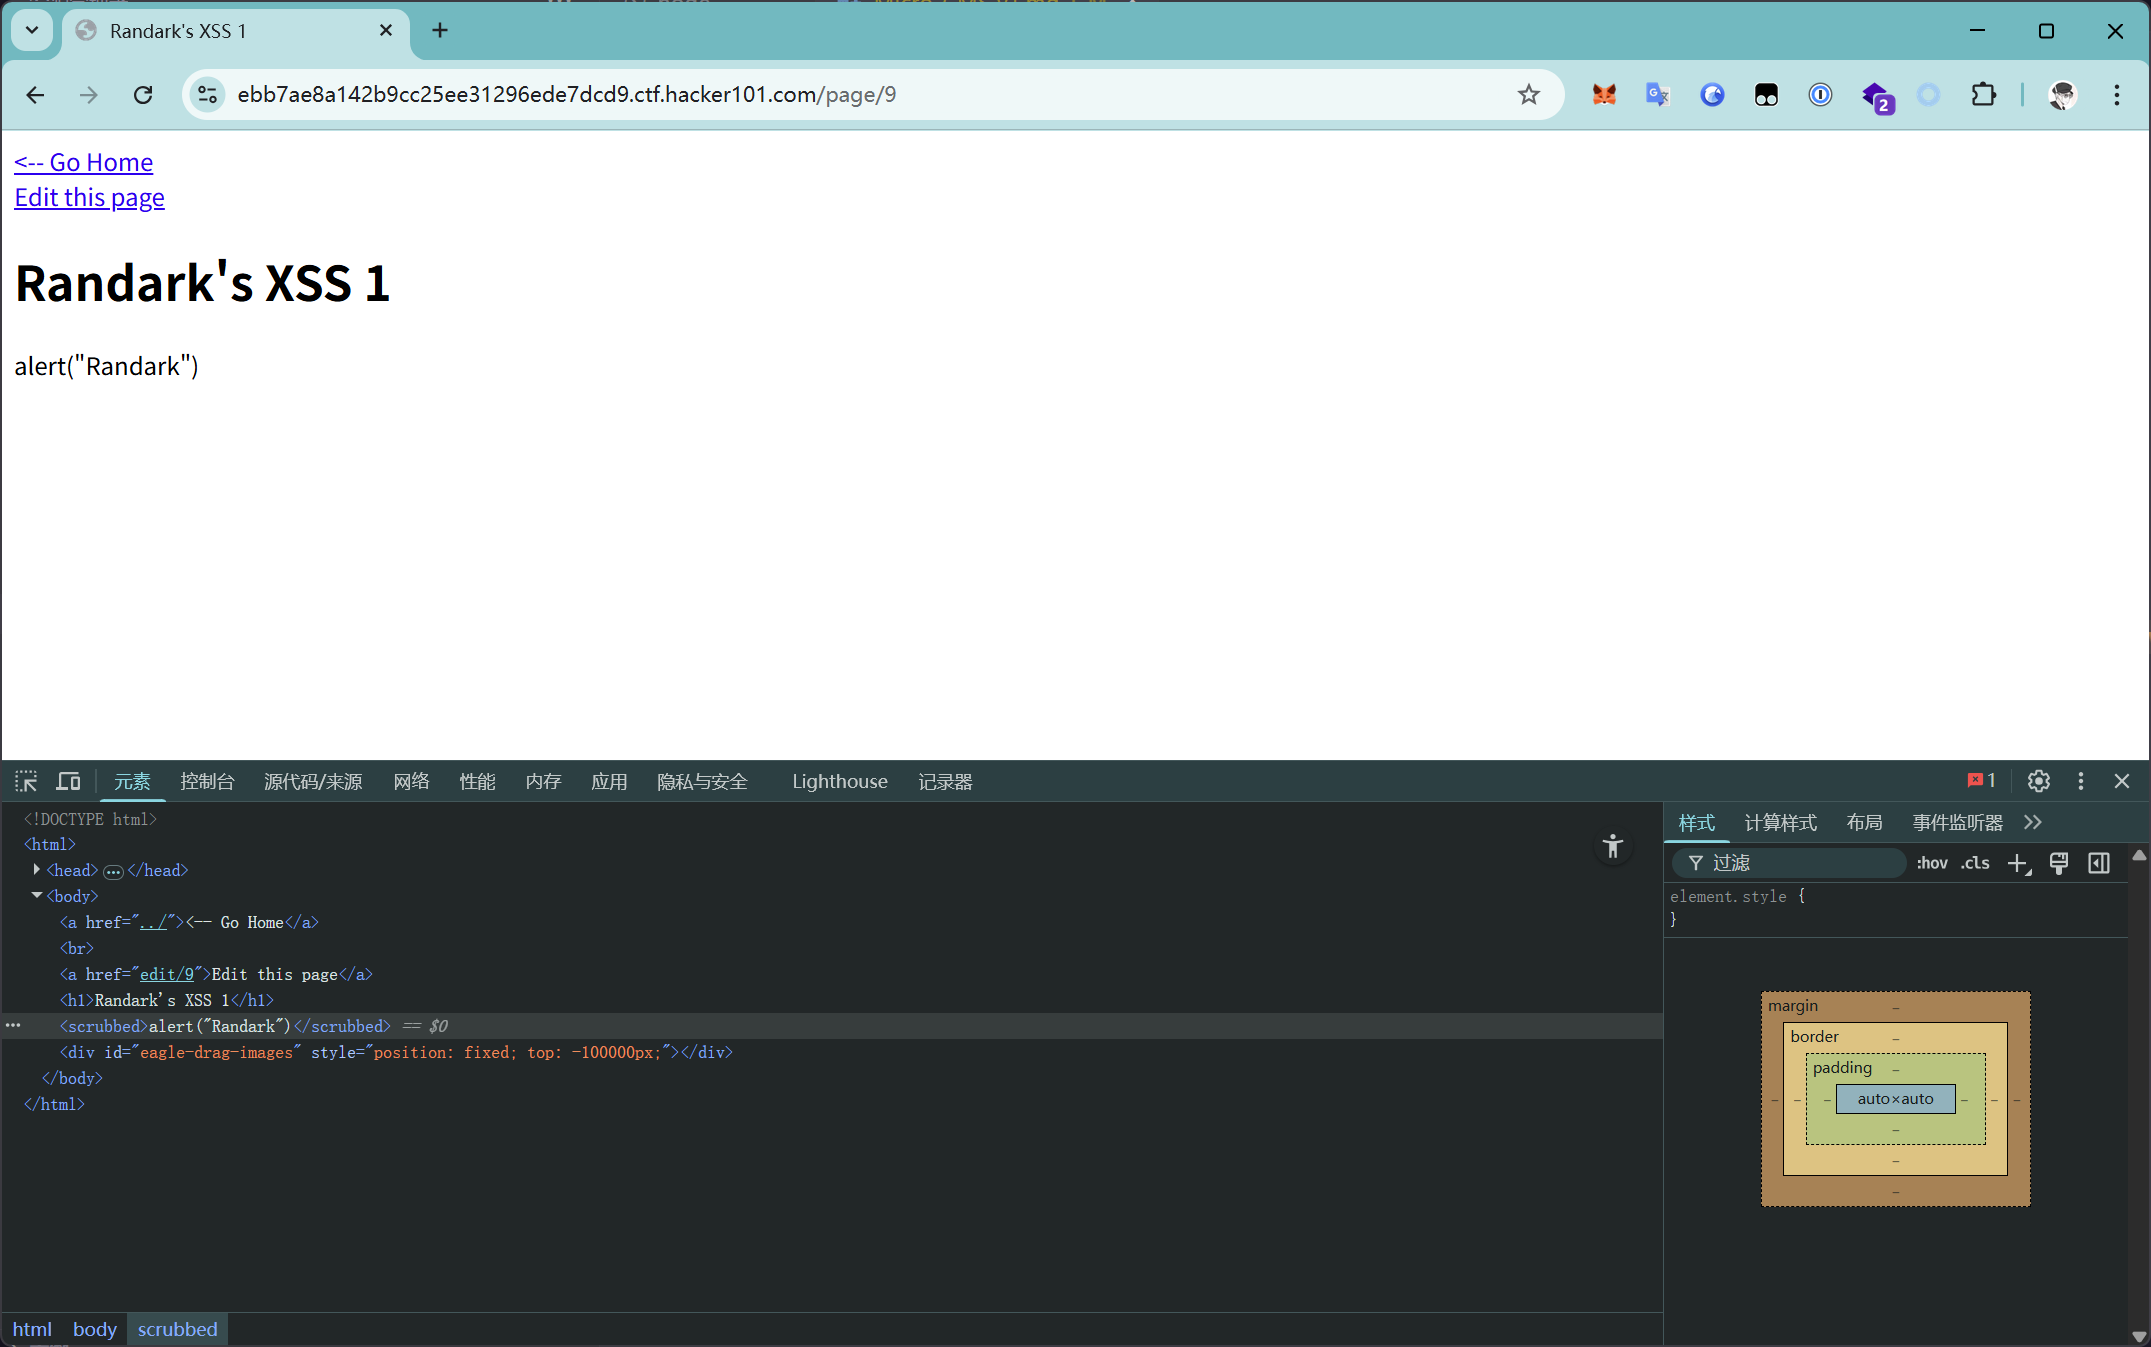 Randark's XSS 1
ebb7ae8a142b9cc25ee31296ede7dcd9.ctf.hacker101.com/page/9
2
<-- Go Home
Edit this page
Randark's XSS 1
alert("Randark")
元素 控制台 源代码/来源 网络 性能 内存 应用 隐私与安全 Lighthouse 记录器 1
<!DOCTYPE html>
<html>
<head> ... </head>
<body>
<a href="../"><-- Go Home</a>
<br>
<a href="edit/9">Edit this page</a>
<h1>Randark's XSS 1</h1>
<scrubbed>alert("Randark")</scrubbed> == $0
<div id="eagle-drag-images" style="position: fixed; top: -100000px;"></div>
</body>
</html>
html body scrubbed
样式 计算样式 布局 事件监听器
过滤 :hov .cls
element.style {
}
margin –
border –
padding –
– – – auto×auto – – –
–
–
–